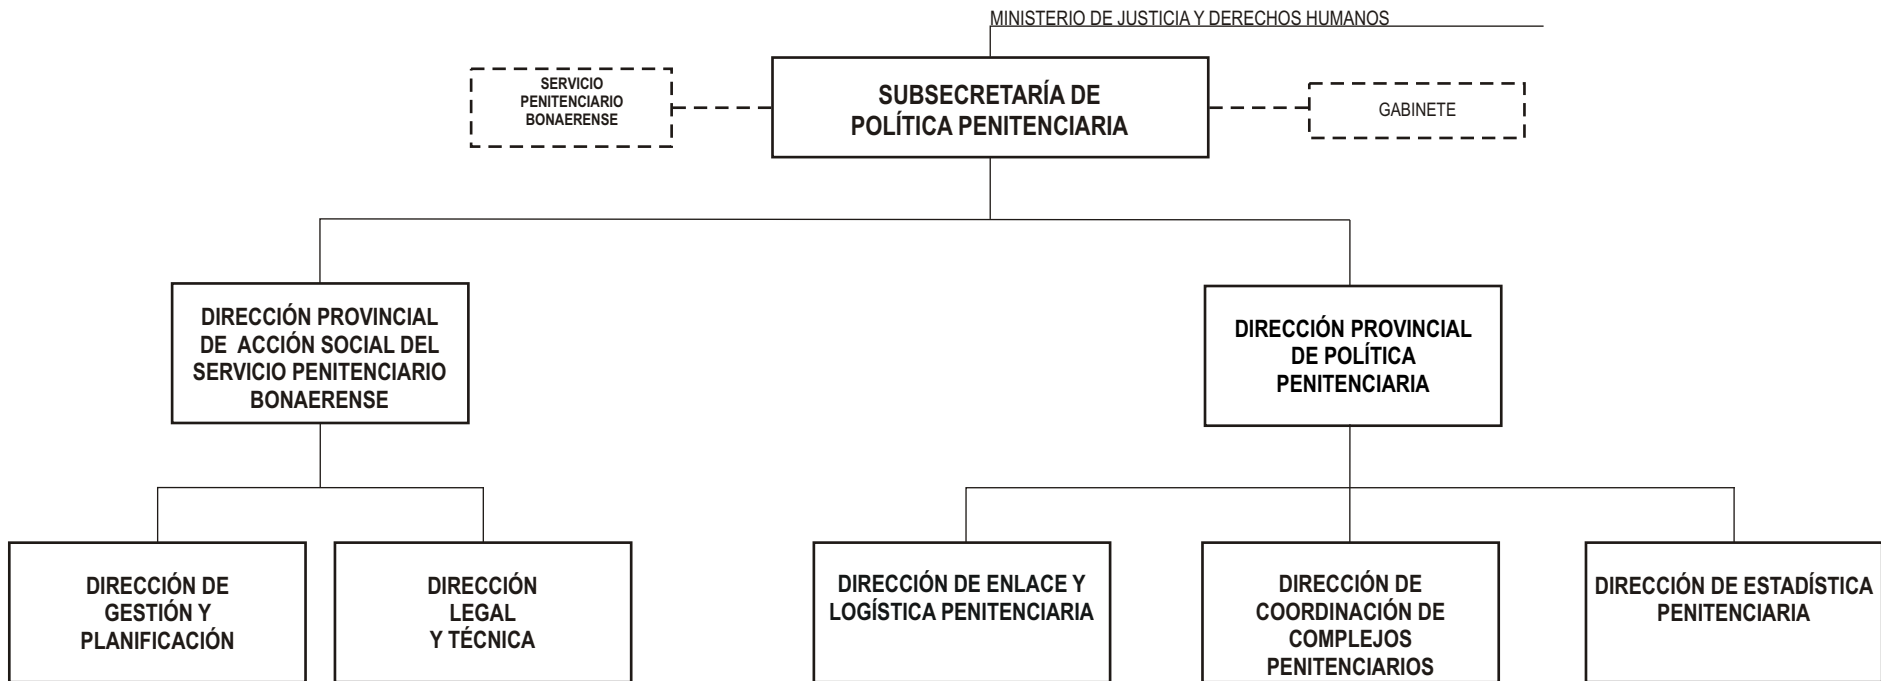 MINISTERIO DE JUSTICIA Y DERECHOS HUMANOS
SERVICIO
PENITENCIARIO
BONAERENSE
SUBSECRETARÍA DE
POLÍTICA PENITENCIARIA
GABINETE
DIRECCIÓN PROVINCIAL
DE ACCIÓN SOCIAL DEL
SERVICIO PENITENCIARIO
BONAERENSE
DIRECCIÓN PROVINCIAL
DE POLÍTICA
PENITENCIARIA
DIRECCIÓN DE
GESTIÓN Y
PLANIFICACIÓN
DIRECCIÓN
LEGAL
Y TÉCNICA
DIRECCIÓN DE ENLACE Y
LOGÍSTICA PENITENCIARIA
DIRECCIÓN DE
COORDINACIÓN DE
COMPLEJOS
PENITENCIARIOS
DIRECCIÓN DE ESTADÍSTICA
PENITENCIARIA